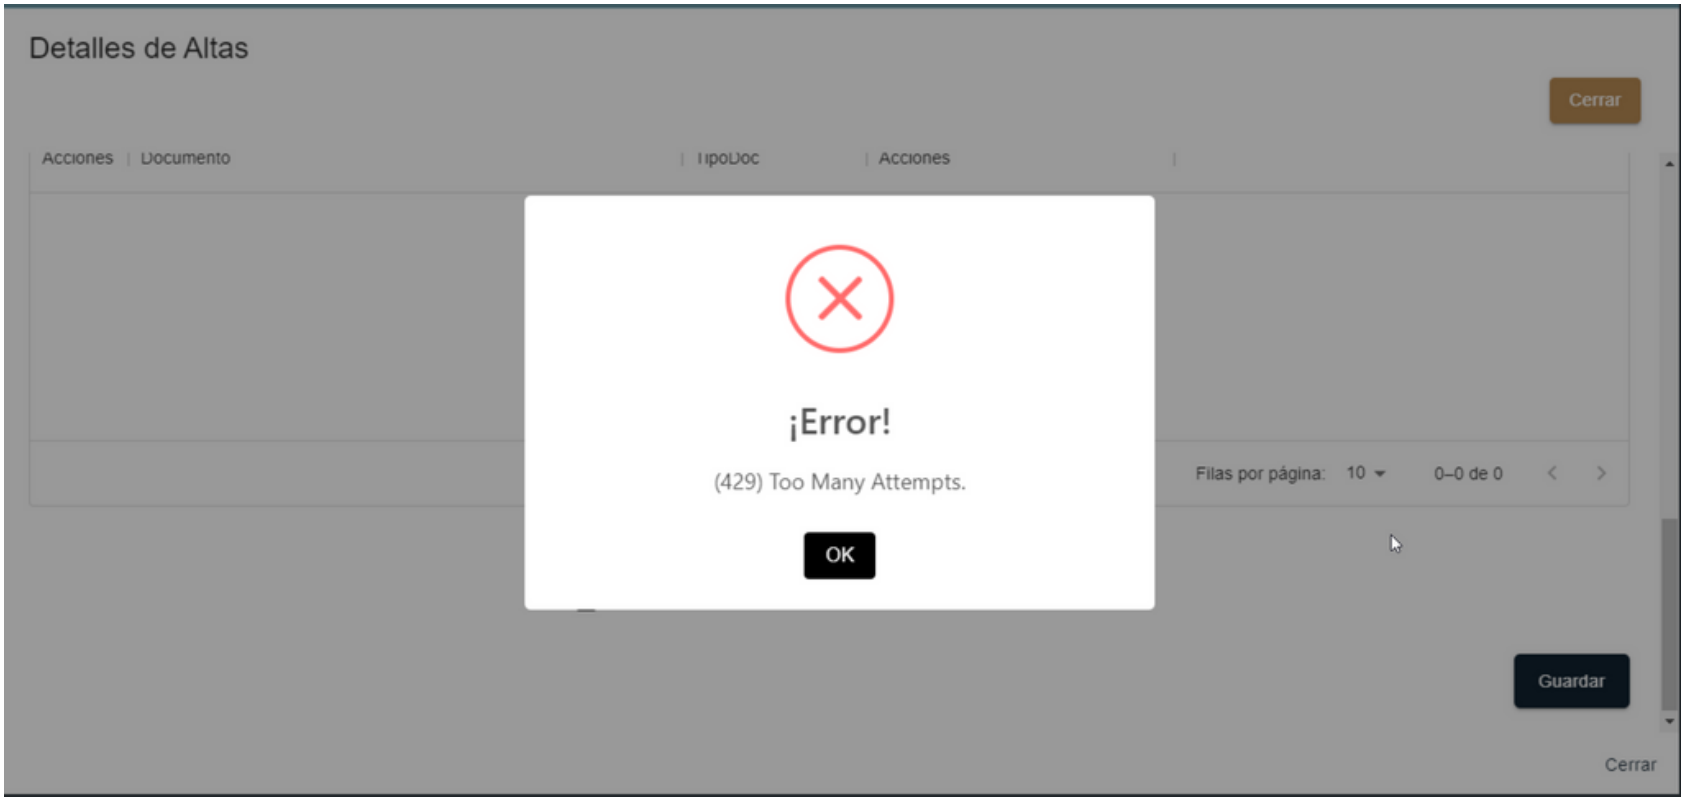 Detalles de Altas
Cerrar
Acciones Documento TipoDoc Acciones
¡Error!
(429) Too Many Attempts.
Filas por página: 10 0–0 de 0
OK
Guardar
Cerrar